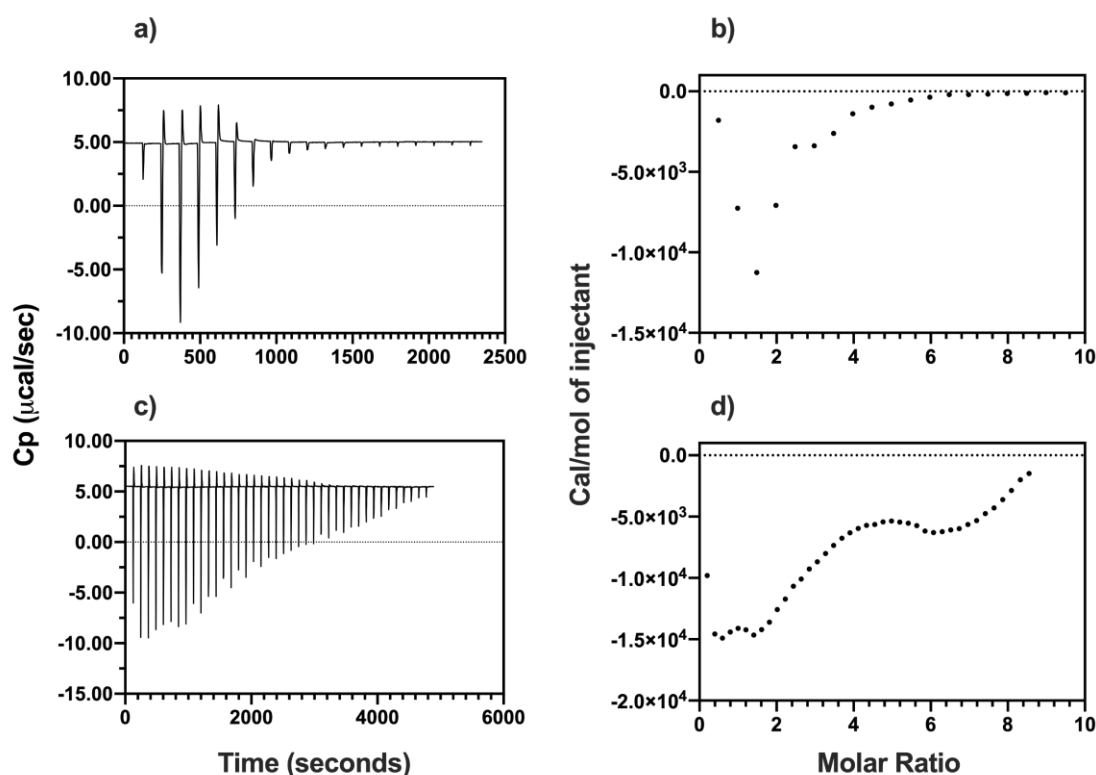 a)
10.00
5.00
0.00
-5.00
-10.00
0 500 1000 1500 2000 2500
b)
0.0
-5.0×10³
-1.0×10⁴
-1.5×10⁴
0 2 4 6 8 10
c)
10.00
5.00
0.00
-5.00
-10.00
-15.00
0 2000 4000 6000
d)
0.0
-5.0×10³
-1.0×10⁴
-1.5×10⁴
-2.0×10⁴
0 2 4 6 8 10
Cp (μcal/sec)
Cal/mol of injectant
Time (seconds)
Molar Ratio